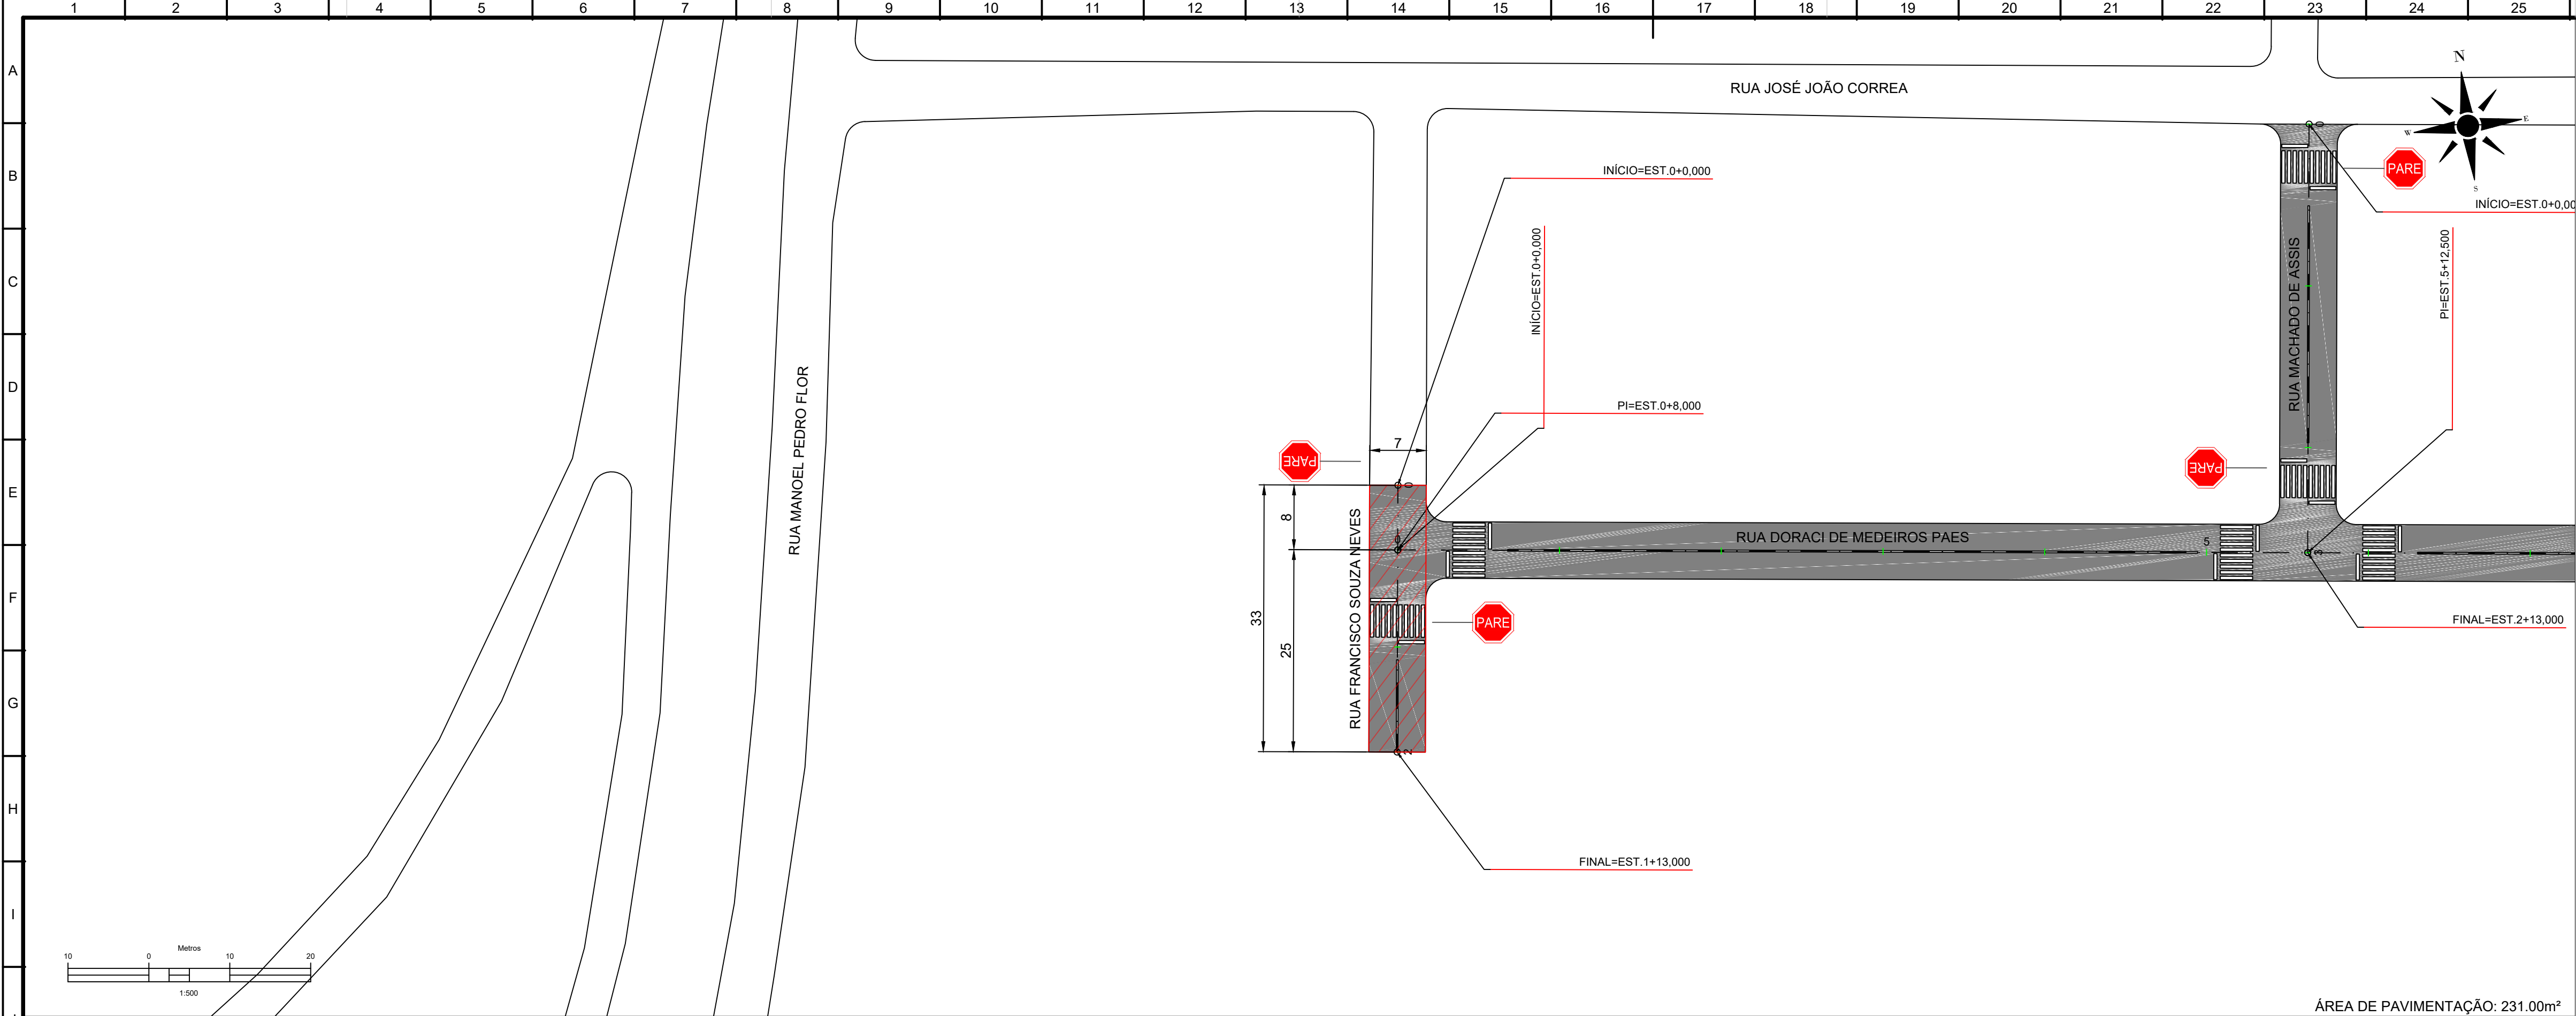 1 2 3 4 5 6 7 8 9 10 11 12 13 14 15 16 17 18 19 20 21 22 23 24 25
A
B
C
D
E
F
G
H
I
RUA JOSÉ JOÃO CORREA
N
W
E
S
INÍCIO=EST.0+0,000
PARE
INÍCIO=EST.0+0,00
0
INÍCIO=EST.0+0,000
PI=EST.5+12,500
RUA MACHADO DE ASSIS
RUA MANOEL PEDRO FLOR
PI=EST.0+8,000
7
PARE
PARE
0
8
0
33
25
RUA FRANCISCO SOUZA NEVES
RUA DORACI DE MEDEIROS PAES
5
3
PARE
FINAL=EST.2+13,000
2
FINAL=EST.1+13,000
Metros
10 0 10 20
1:500
ÁREA DE PAVIMENTAÇÃO: 231.00m²